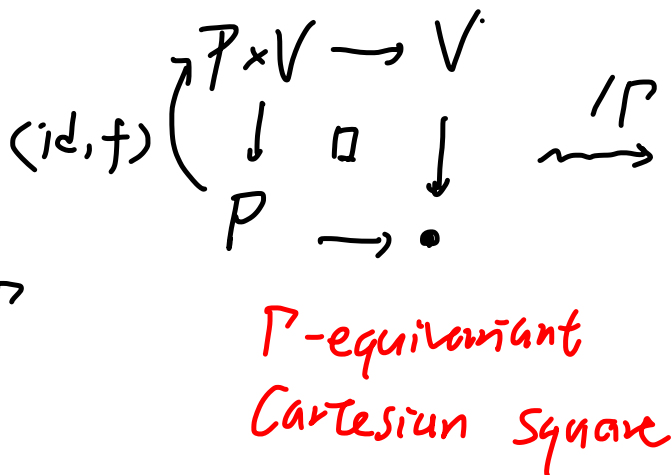 P×V → V.
/Γ
(id,f) ↓ □ ↓ ⇝
P → •
Γ-equivariant
Cartesian square